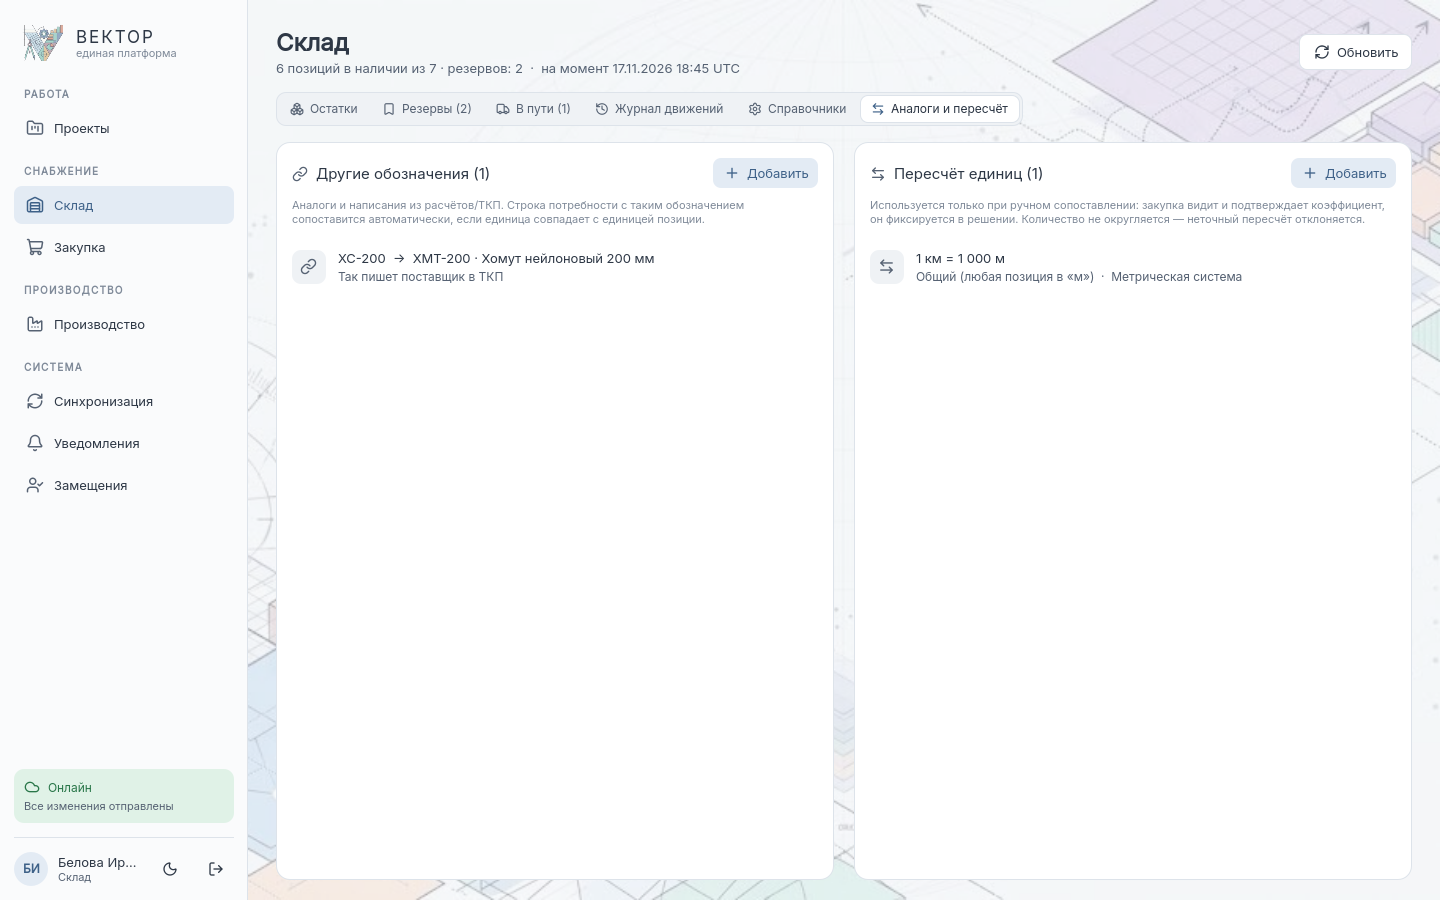 ВЕКТОР
единая платформа
РАБОТА
Проекты
СНАБЖЕНИЕ
Склад
Закупка
ПРОИЗВОДСТВО
Производство
СИСТЕМА
Синхронизация
Уведомления
Замещения
Онлайн
Все изменения отправлены
БИ
Белова Ир...
Склад
Склад
6 позиций в наличии из 7 · резервов: 2 · на момент 17.11.2026 18:45 UTC
Обновить
Остатки
Резервы (2)
В пути (1)
Журнал движений
Справочники
Аналоги и пересчёт
Другие обозначения (1)
Добавить
Аналоги и написания из расчётов/ТКП. Строка потребности с таким обозначением
сопоставится автоматически, если единица совпадает с единицей позиции.
ХС-200 → ХМТ-200 · Хомут нейлоновый 200 мм
Так пишет поставщик в ТКП
Пересчёт единиц (1)
Добавить
Используется только при ручном сопоставлении: закупка видит и подтверждает коэффициент,
он фиксируется в решении. Количество не округляется — неточный пересчёт отклоняется.
1 км = 1 000 м
Общий (любая позиция в «м») · Метрическая система